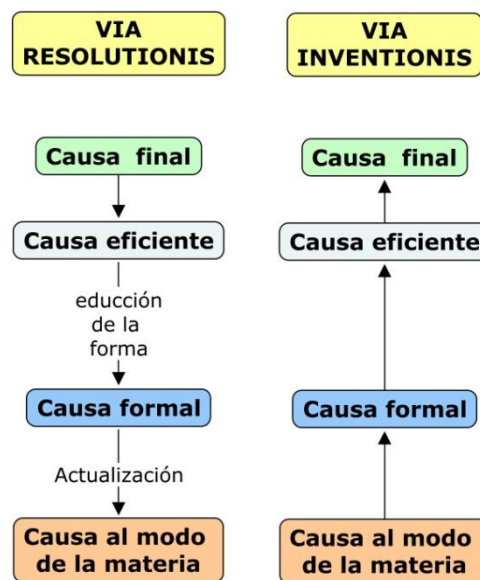 VIA
RESOLUTIONIS
Causa final
Causa eficiente
educción
de la
forma
Causa formal
Actualización
Causa al modo
de la materia
VIA
INVENTIONIS
Causa final
Causa eficiente
Causa formal
Causa al modo
de la materia